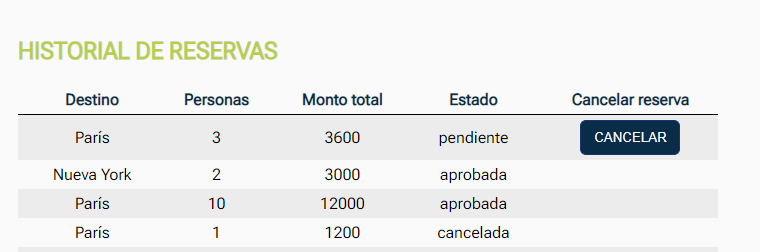 HISTORIAL DE RESERVAS
Destino Personas Monto total Estado Cancelar reserva
París 3 3600 pendiente CANCELAR
Nueva York 2 3000 aprobada
París 10 12000 aprobada
París 1 1200 cancelada